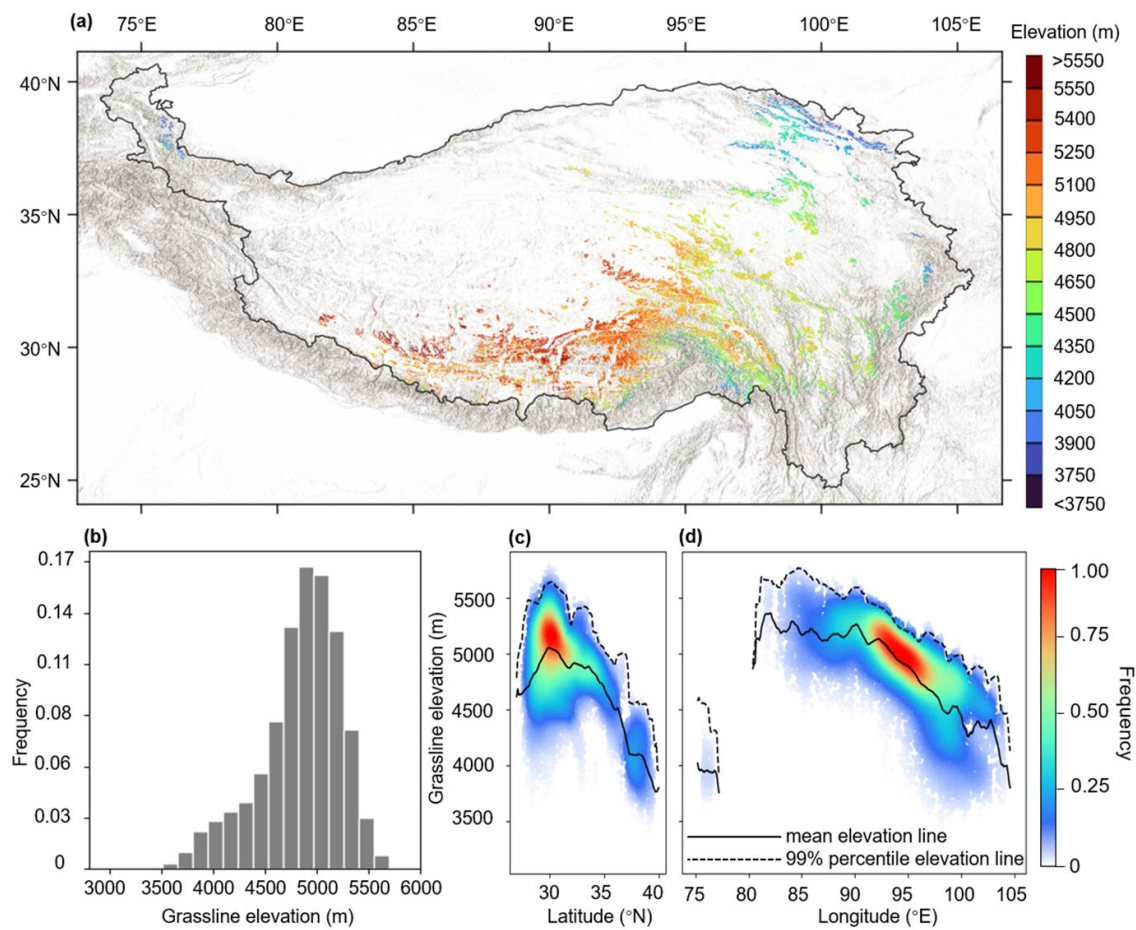 (a)
75°E 80°E 85°E 90°E 95°E 100°E 105°E
Elevation (m)
40°N
35°N
30°N
25°N
>5550
5550
5400
5250
5100
4950
4800
4650
4500
4350
4200
4050
3900
3750
<3750
(b)
Frequency
0.17
0.14
0.11
0.08
0.06
0.03
0
3000 3500 4000 4500 5000 5500 6000
Grassline elevation (m)
(c)
Grassline elevation (m)
5500
5000
4500
4000
3500
30 35 40
Latitude (°N)
(d)
mean elevation line
99% percentile elevation line
75 80 85 90 95 100 105
Longitude (°E)
1.00
0.75
0.50
0.25
0
Frequency